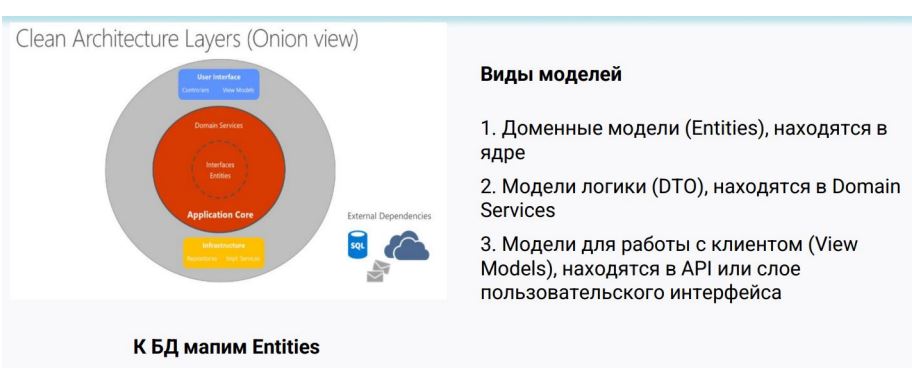 Clean Architecture Layers (Onion view)
User Interface
Controllers View Models
Domain Services
Interfaces
Entities
Application Core
Infrastructure
Repositories Impl. Services
External Dependencies
SQL
К БД мапим Entities
Виды моделей
1. Доменные модели (Entities), находятся в
ядре
2. Модели логики (DTO), находятся в Domain
Services
3. Модели для работы с клиентом (View
Models), находятся в API или слое
пользовательского интерфейса